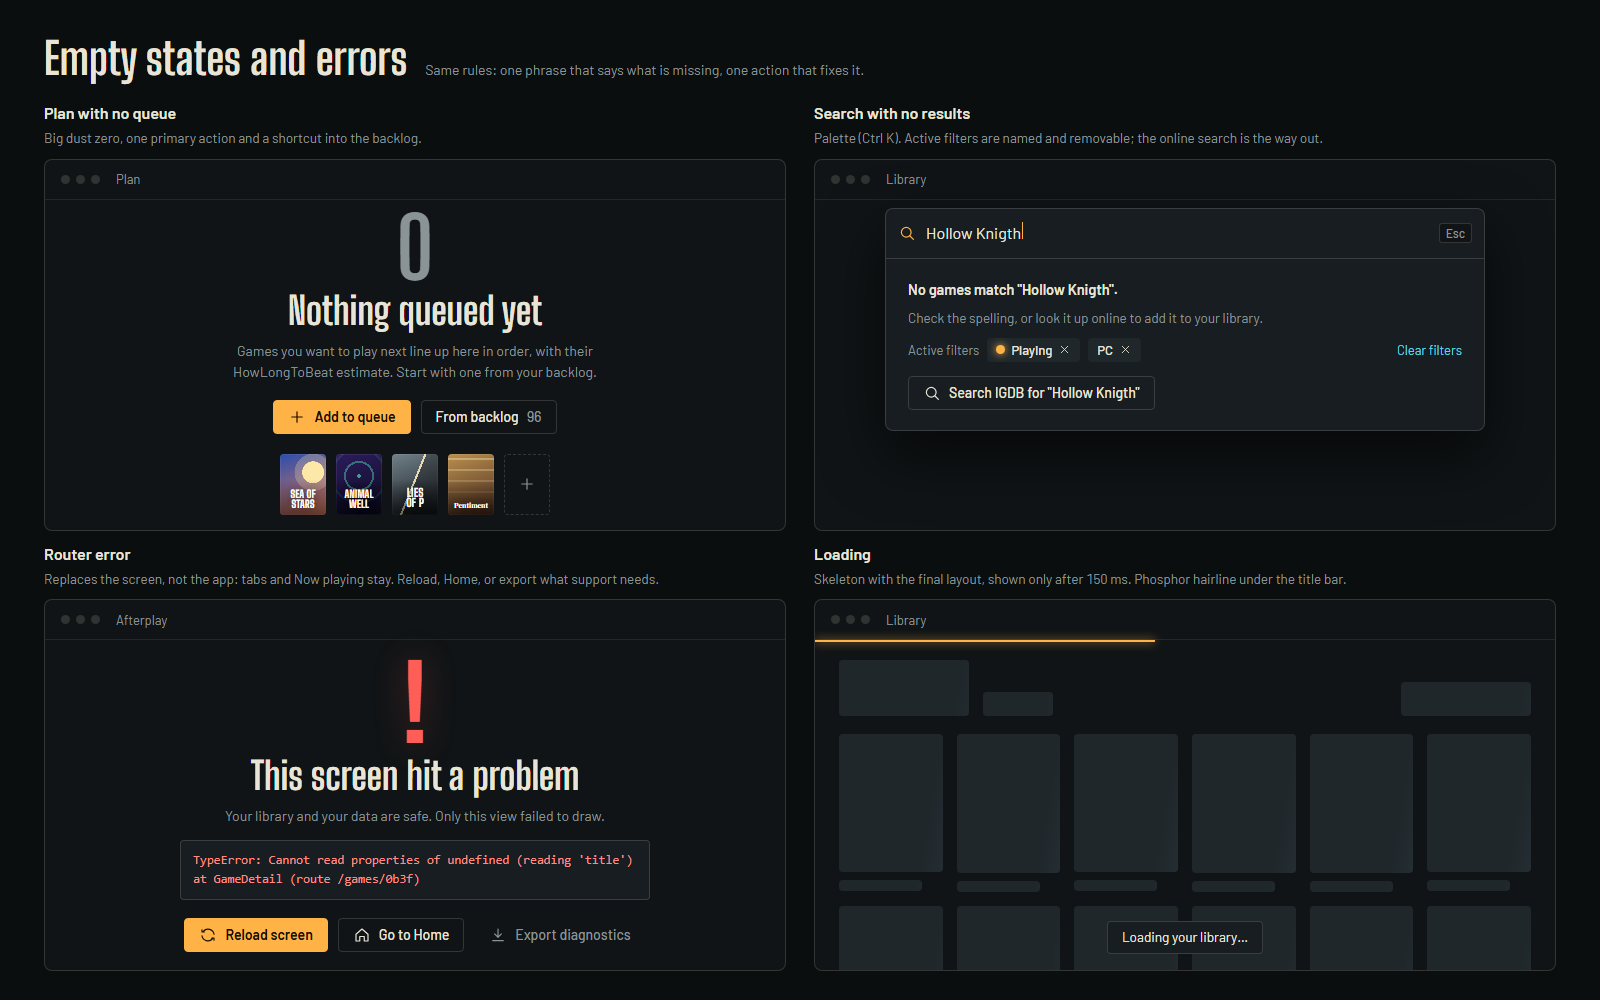 Empty states and errors
Same rules: one phrase that says what is missing, one action that fixes it.
Plan with no queue
Big dust zero, one primary action and a shortcut into the backlog.
Plan
0
Nothing queued yet
Games you want to play next line up here in order, with their
HowLongToBeat estimate. Start with one from your backlog.
Add to queue
From backlog 96
SEA OF
STARS
ANIMAL
WELL
LIES
OF P
Pentiment
Search with no results
Palette (Ctrl K). Active filters are named and removable; the online search is the way out.
Library
Hollow Knigth
Esc
No games match "Hollow Knigth".
Check the spelling, or look it up online to add it to your library.
Active filters
Playing
PC
Clear filters
Search IGDB for "Hollow Knigth"
Router error
Replaces the screen, not the app: tabs and Now playing stay. Reload, Home, or export what support needs.
Afterplay
!
This screen hit a problem
Your library and your data are safe. Only this view failed to draw.
TypeError: Cannot read properties of undefined (reading 'title')
at GameDetail (route /games/0b3f)
Reload screen
Go to Home
Export diagnostics
Loading
Skeleton with the final layout, shown only after 150 ms. Phosphor hairline under the title bar.
Library
Loading your library...